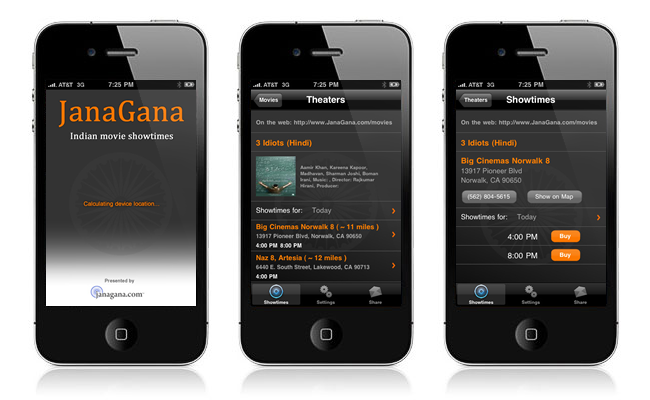 AT&T 3G 7:25 PM
JanaGana
Indian movie showtimes
Calculating device location...
Presented by
janagana.com
AT&T 3G 7:25 PM
Movies
Theaters
On the web: http://www.JanaGana.com/movies
3 Idiots (Hindi)
Aamir Khan, Kareena Kapoor,
Madhavan, Sharman Joshi, Boman
Irani, Music: , Director: Rajkumar
Hirani, Producer:
Showtimes for: Today
Big Cinemas Norwalk 8 ( ~ 11 miles )
13917 Pioneer Blvd, Norwalk, CA 90650
4:00 PM 8:00 PM
Naz 8, Artesia ( ~ 12 miles )
6440 E. South Street, Lakewood, CA 90713
4:00 PM
Showtimes Settings Share
AT&T 3G 7:25 PM
Theaters
Showtimes
On the web: http://www.JanaGana.com/movies
3 Idiots (Hindi)
Big Cinemas Norwalk 8
13917 Pioneer Blvd
Norwalk, CA 90650
(562) 804-5615 Show on Map
Showtimes for: Today
4:00 PM Buy
8:00 PM Buy
Showtimes Settings Share